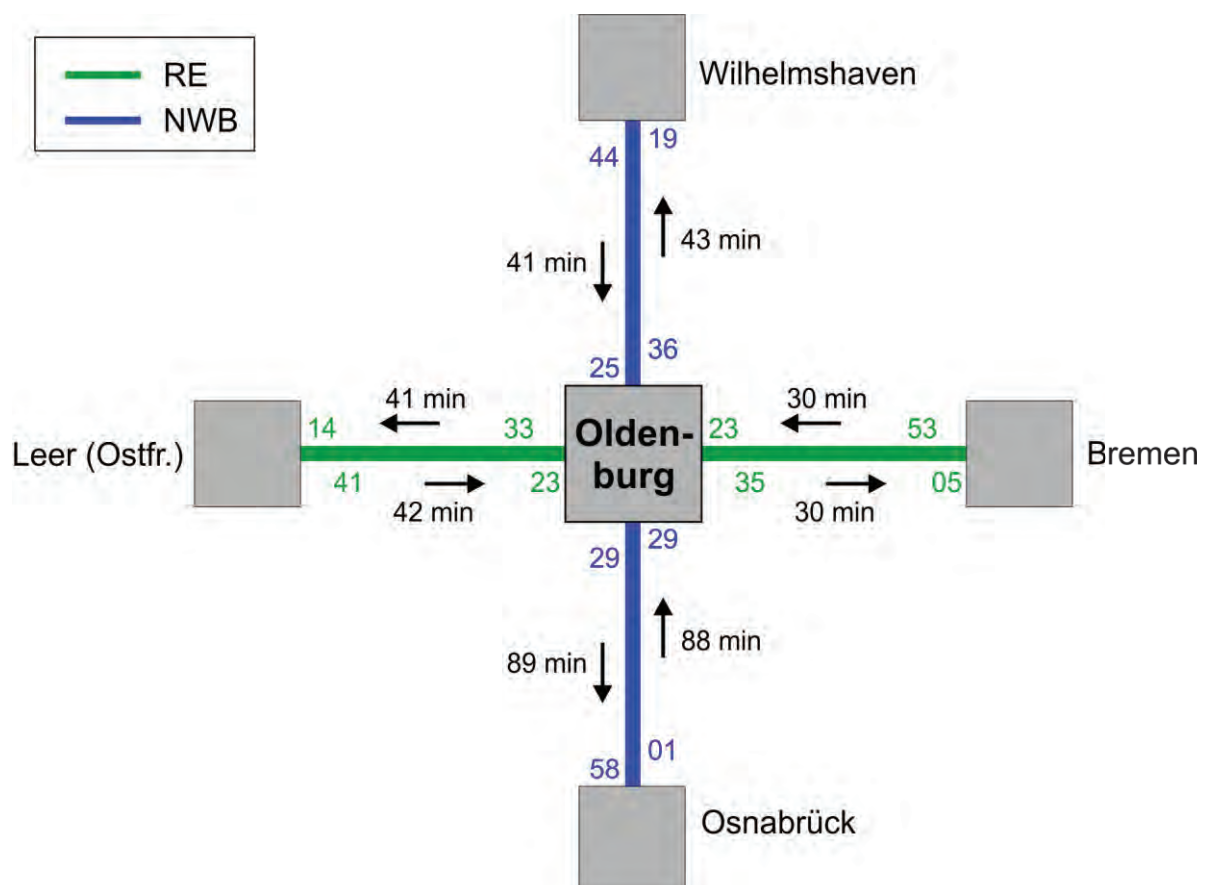 RE
NWB
Wilhelmshaven
44
19
43 min
41 min
25
36
41 min
30 min
14
33
Olden-
burg
23
53
Leer (Ostfr.)
Bremen
41
23
35
05
42 min
30 min
29
29
88 min
89 min
58
01
Osnabrück